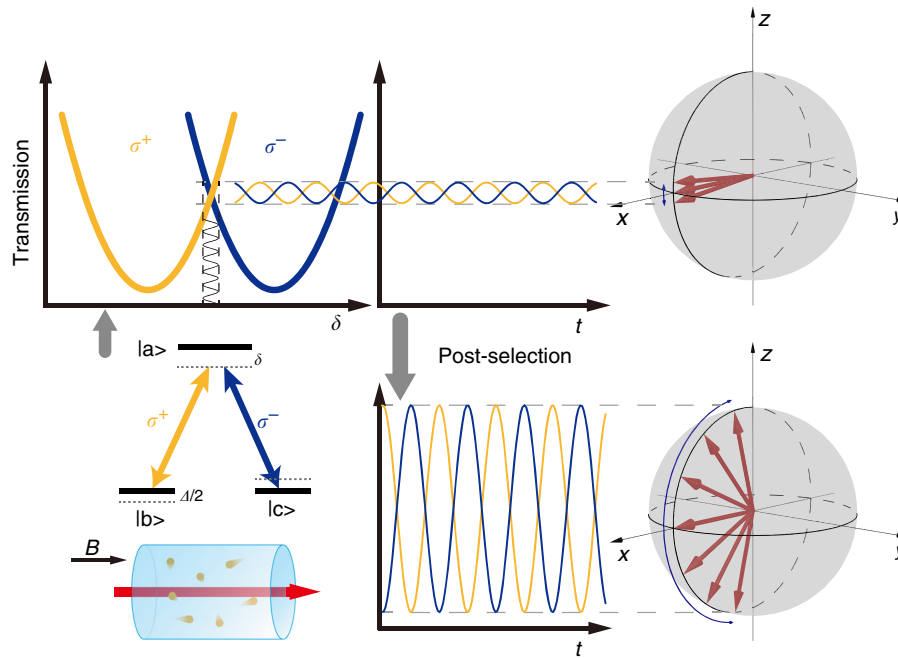 z
σ+
σ−
Transmission
x
y
δ
t
|a>
δ
Post-selection
z
σ+
σ−
Δ/2
|b>
|c>
B
x
y
t